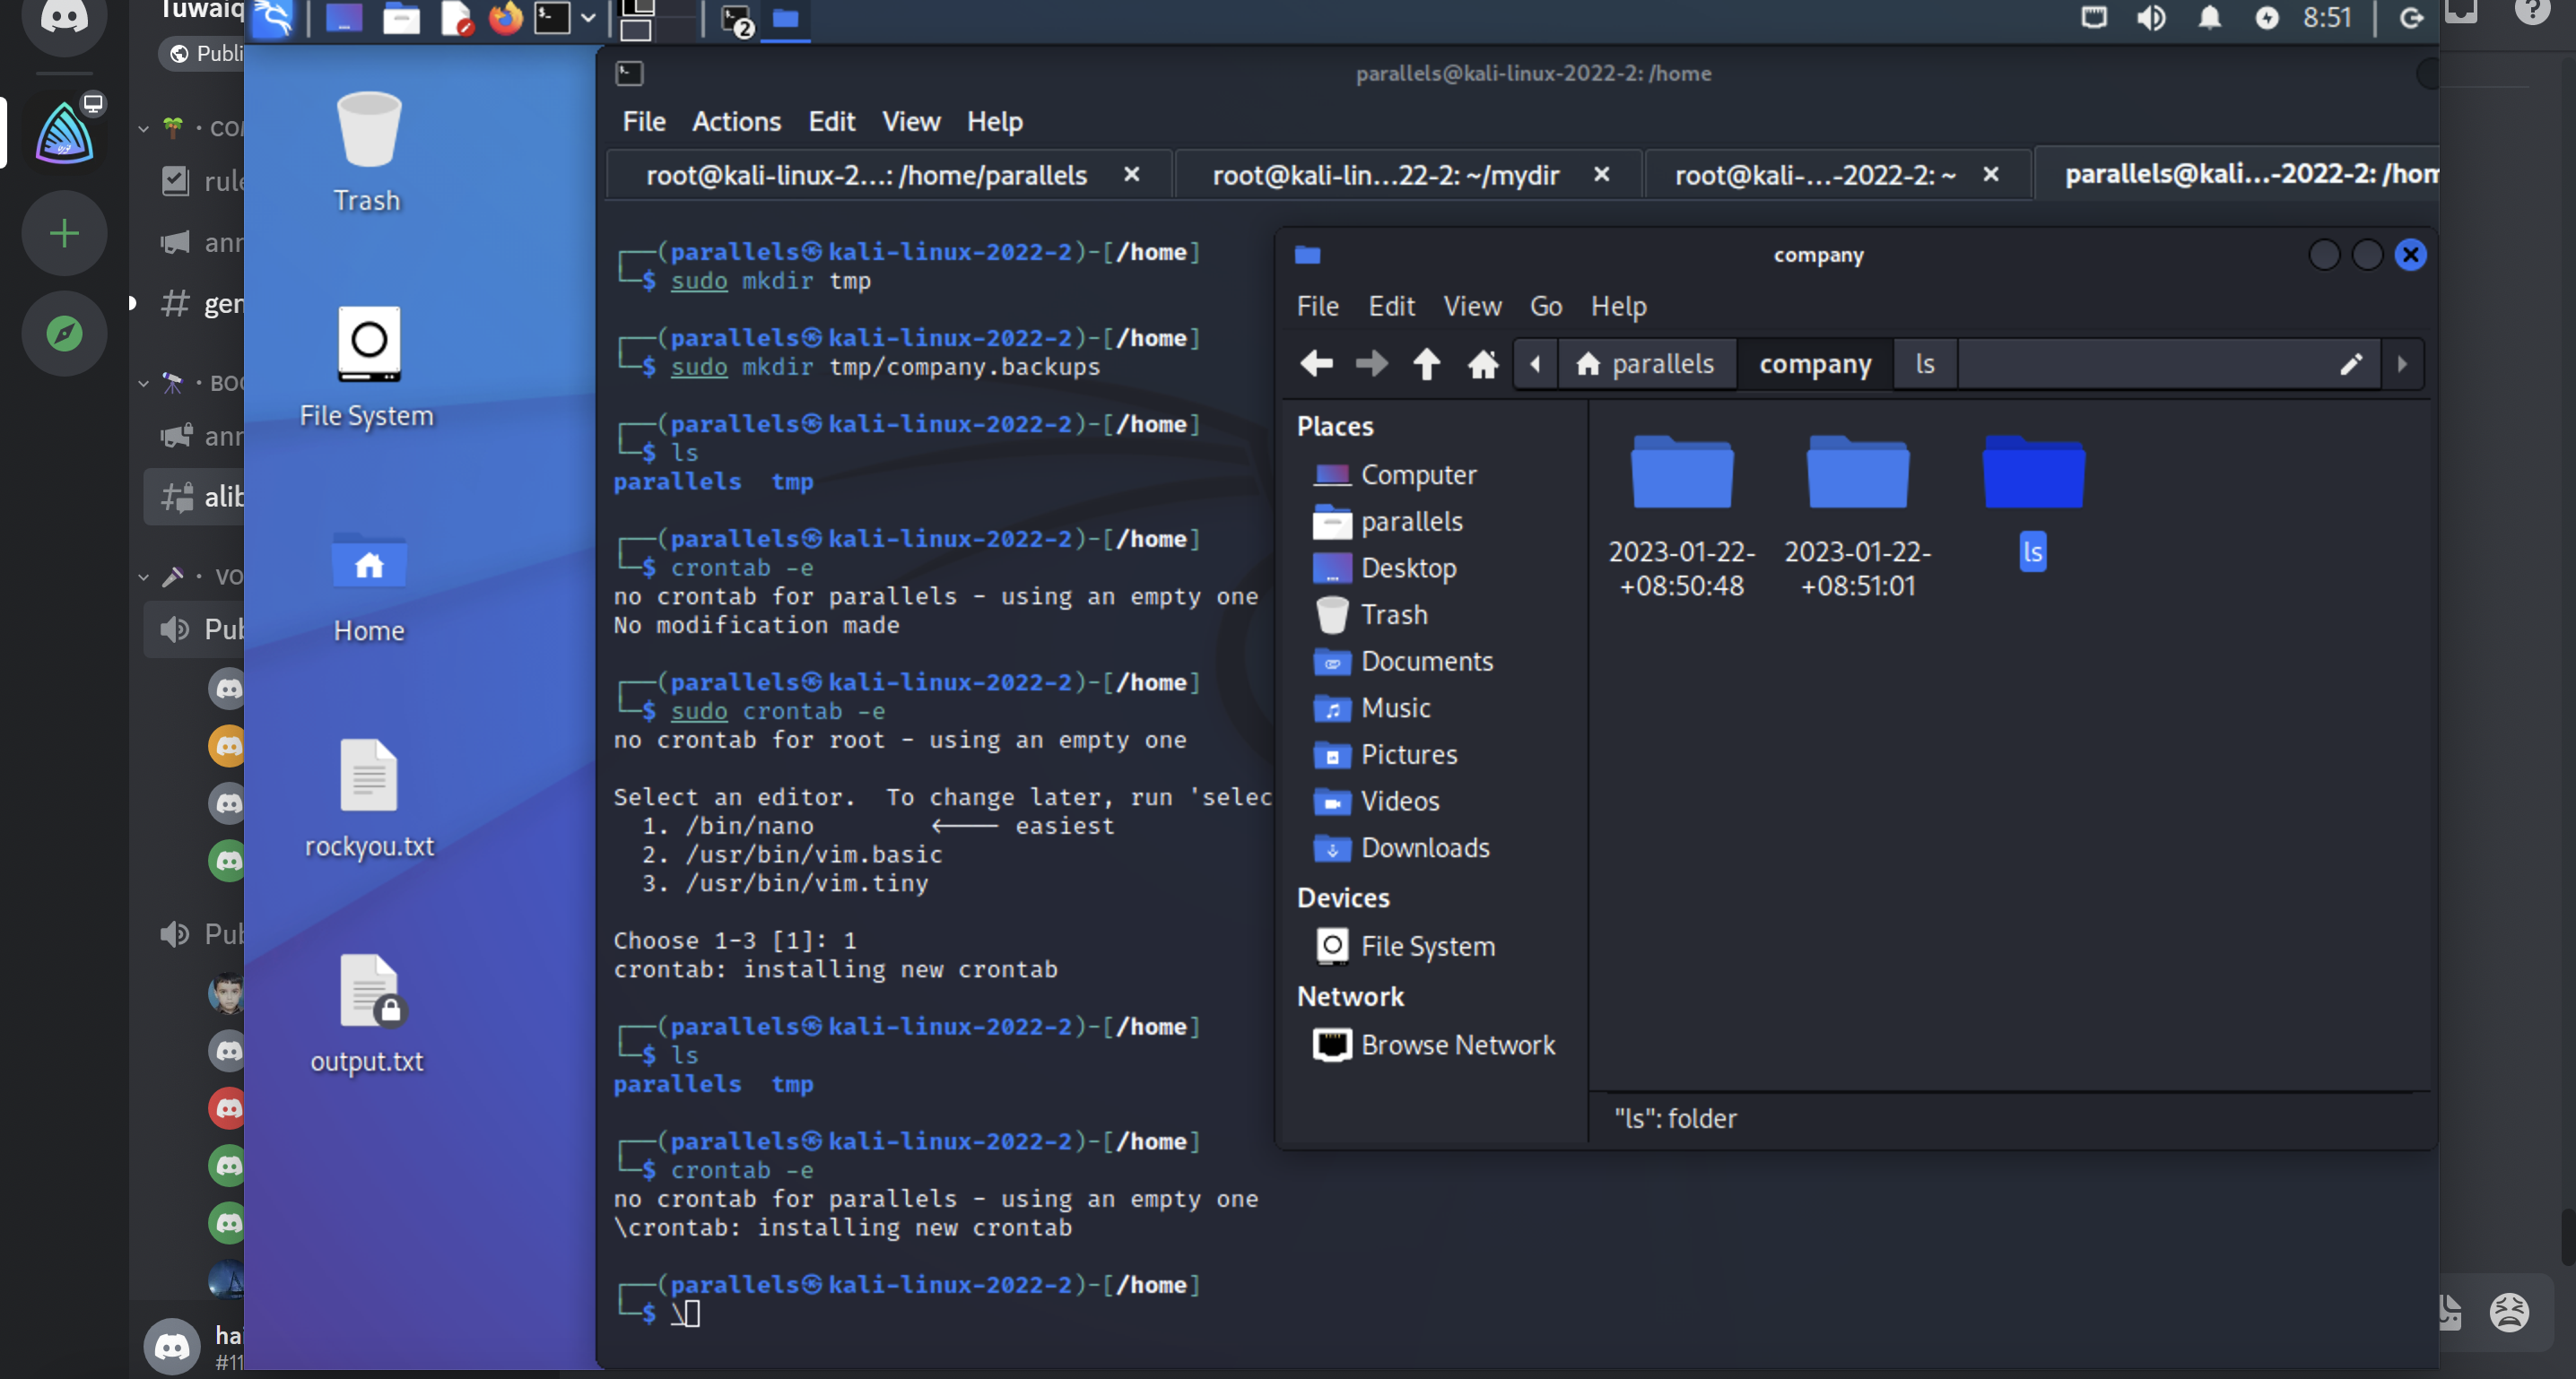 Tuwaiq
8:51
Publi
rule
ann
gen
ann
alib
Pub
Pub
hai
#11
Trash
File System
Home
rockyou.txt
output.txt
parallels@kali-linux-2022-2: /home
File Actions Edit View Help
root@kali-linux-2...: /home/parallels
root@kali-lin...22-2: ~/mydir
root@kali-...-2022-2: ~
parallels@kali...-2022-2: /hom
(parallels㉿kali-linux-2022-2)-[/home]
$ sudo mkdir tmp
(parallels㉿kali-linux-2022-2)-[/home]
$ sudo mkdir tmp/company.backups
(parallels㉿kali-linux-2022-2)-[/home]
$ ls
parallels tmp
(parallels㉿kali-linux-2022-2)-[/home]
$ crontab -e
no crontab for parallels - using an empty one
No modification made
(parallels㉿kali-linux-2022-2)-[/home]
$ sudo crontab -e
no crontab for root - using an empty one
Select an editor. To change later, run 'selec
1. /bin/nano <---- easiest
2. /usr/bin/vim.basic
3. /usr/bin/vim.tiny
Choose 1-3 [1]: 1
crontab: installing new crontab
(parallels㉿kali-linux-2022-2)-[/home]
$ ls
parallels tmp
(parallels㉿kali-linux-2022-2)-[/home]
$ crontab -e
no crontab for parallels - using an empty one
\crontab: installing new crontab
(parallels㉿kali-linux-2022-2)-[/home]
$ \
company
File Edit View Go Help
parallels company ls
Places
Computer
parallels
Desktop
Trash
Documents
Music
Pictures
Videos
Downloads
Devices
File System
Network
Browse Network
2023-01-22-
+08:50:48
2023-01-22-
+08:51:01
ls
"ls": folder